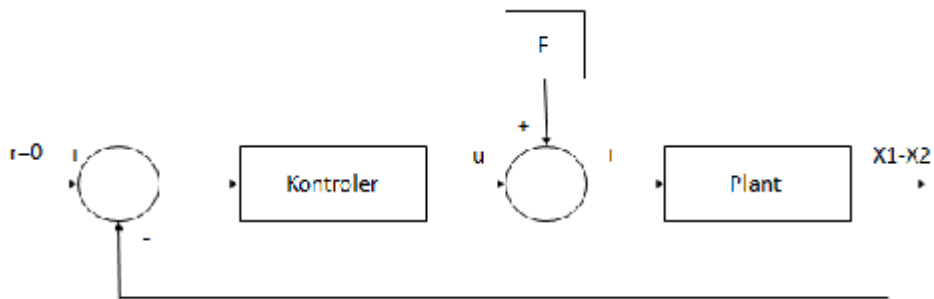 F
+
r=0
u
X1-X2
Kontroler
Plant
-